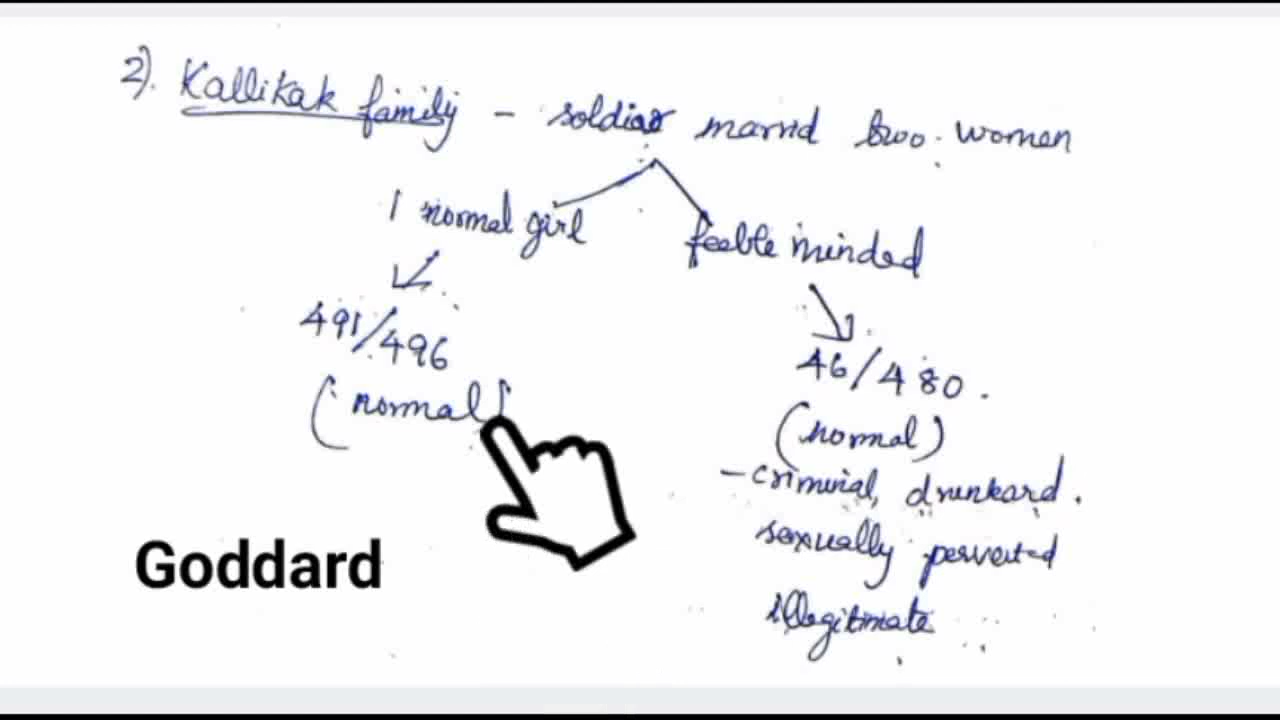 2). Kallikak family - soldier married two women
1 normal girl
feeble minded
491/496
46/480.
(normal)
(normal)
- criminal, drunkard.
sexually perverted
illegitimate
Goddard